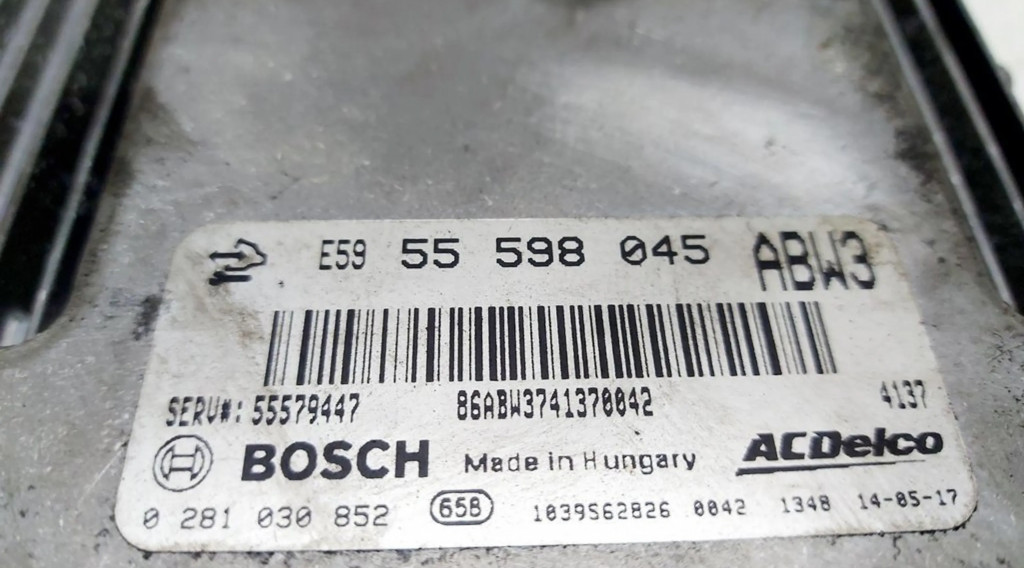 E59 55 598 045 ABW3
SERV#: 55579447 86ABW3741370042 4137
BOSCH Made in Hungary ACDelco
0 281 030 852 658 1039S62826 0042 1348 14-05-17